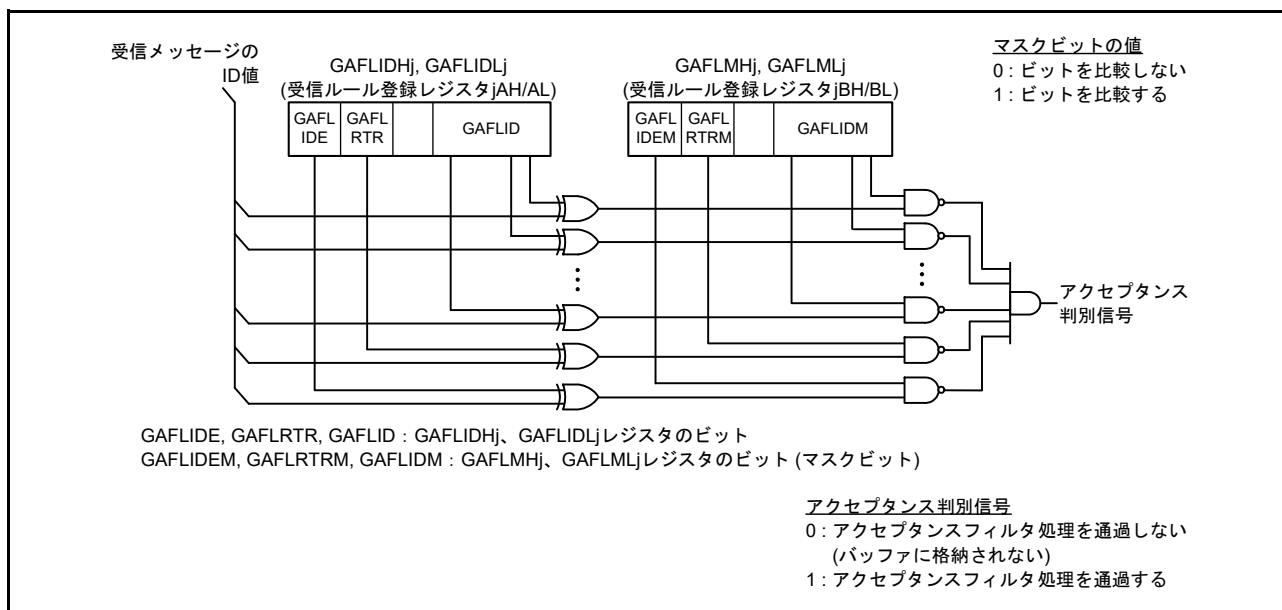 受信メッセージの
ID値
GAFLIDHj, GAFLIDLj
(受信ルール登録レジスタjAH/AL)
GAFL
IDE
GAFL
RTR
GAFLID
GAFLMHj, GAFLMLj
(受信ルール登録レジスタjBH/BL)
GAFL
IDEM
GAFL
RTRM
GAFLIDM
マスクビットの値
0 : ビットを比較しない
1 : ビットを比較する
アクセプタンス
判別信号
GAFLIDE, GAFLRTR, GAFLID : GAFLIDHj、GAFLIDLjレジスタのビット
GAFLIDEM, GAFLRTRM, GAFLIDM : GAFLMHj、GAFLMLjレジスタのビット (マスクビット)
アクセプタンス判別信号
0 : アクセプタンスフィルタ処理を通過しない
(バッファに格納されない)
1 : アクセプタンスフィルタ処理を通過する